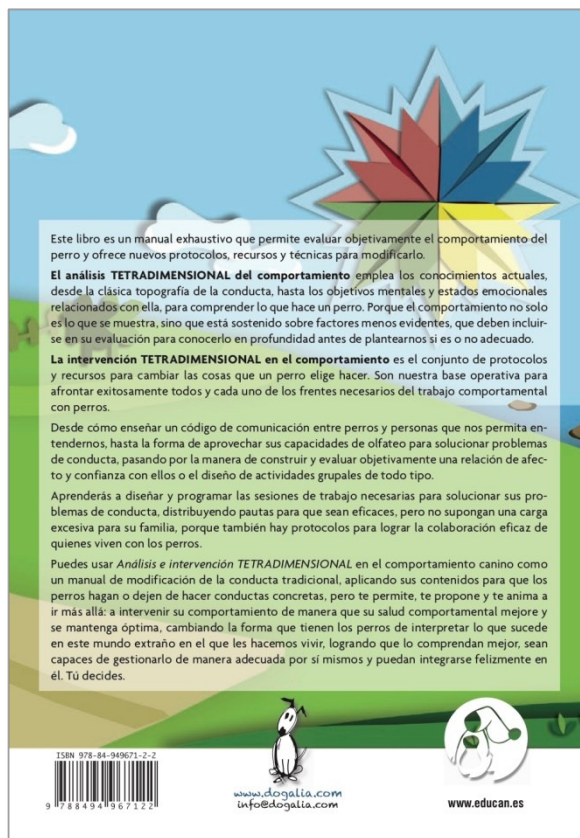 Este libro es un manual exhaustivo que permite evaluar objetivamente el comportamiento del
perro y ofrece nuevos protocolos, recursos y técnicas para modificarlo.
El análisis TETRADIMENSIONAL del comportamiento emplea los conocimientos actuales,
desde la clásica topografía de la conducta, hasta los objetivos mentales y estados emocionales
relacionados con ella, para comprender lo que hace un perro. Porque el comportamiento no solo
es lo que se muestra, sino que está sostenido sobre factores menos evidentes, que deben incluir-
se en su evaluación para conocerlo en profundidad antes de plantearnos si es o no adecuado.
La intervención TETRADIMENSIONAL en el comportamiento es el conjunto de protocolos
y recursos para cambiar las cosas que un perro elige hacer. Son nuestra base operativa para
afrontar exitosamente todos y cada uno de los frentes necesarios del trabajo comportamental
con perros.
Desde cómo enseñar un código de comunicación entre perros y personas que nos permita en-
tendernos, hasta la forma de aprovechar sus capacidades de olfateo para solucionar problemas
de conducta, pasando por la manera de construir y evaluar objetivamente una relación de afec-
to y confianza con ellos o el diseño de actividades grupales de todo tipo.
Aprenderás a diseñar y programar las sesiones de trabajo necesarias para solucionar sus pro-
blemas de conducta, distribuyendo pautas para que sean eficaces, pero no supongan una carga
excesiva para su familia, porque también hay protocolos para lograr la colaboración eficaz de
quienes viven con los perros.
Puedes usar Análisis e intervención TETRADIMENSIONAL en el comportamiento canino como
un manual de modificación de la conducta tradicional, aplicando sus contenidos para que los
perros hagan o dejen de hacer conductas concretas, pero te permite, te propone y te anima a
ir más allá: a intervenir su comportamiento de manera que su salud comportamental mejore y
se mantenga óptima, cambiando la forma que tienen los perros de interpretar lo que sucede
en este mundo extraño en el que les hacemos vivir, logrando que lo comprendan mejor, sean
capaces de gestionarlo de manera adecuada por sí mismos y puedan integrarse felizmente en
él. Tú decides.
ISBN 978-84-949671-2-2
9 788494 967122
www.dogalia.com
info@dogalia.com
www.educan.es